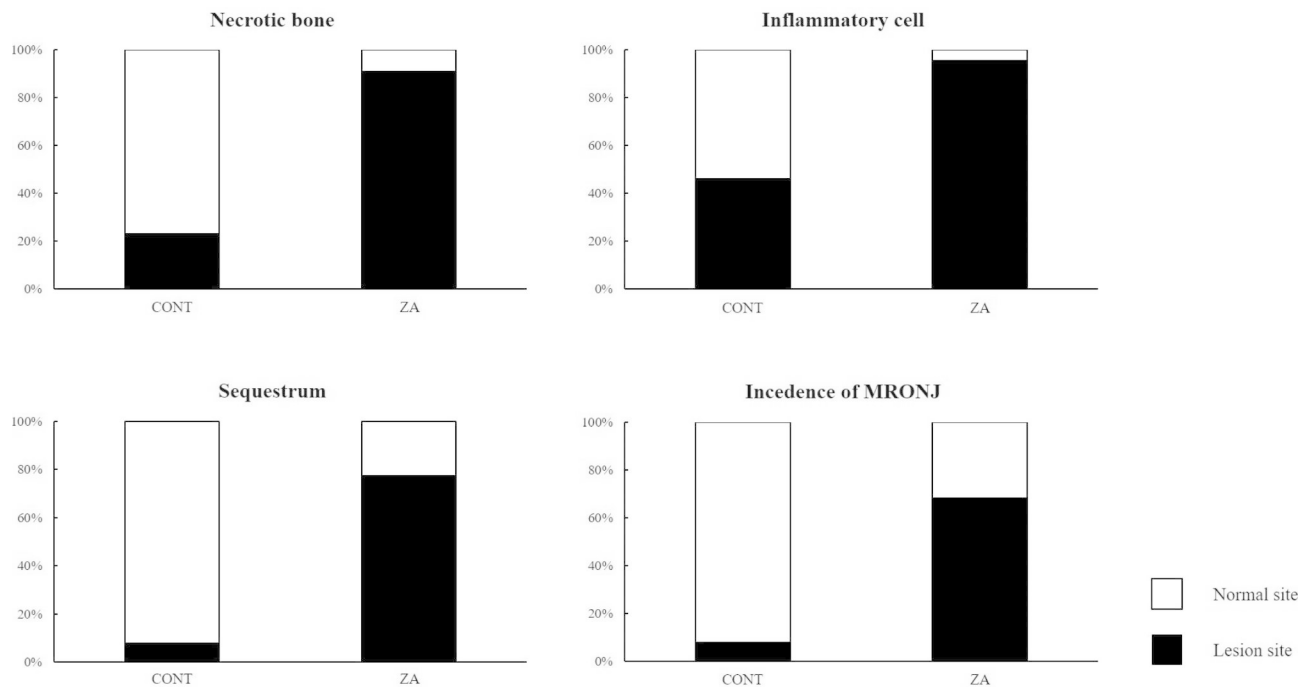 Necrotic bone
100%
80%
60%
40%
20%
0%
CONT
ZA
Inflammatory cell
100%
80%
60%
40%
20%
0%
CONT
ZA
Sequestrum
100%
80%
60%
40%
20%
0%
CONT
ZA
Incedence of MRONJ
100%
80%
60%
40%
20%
0%
CONT
ZA
Normal site
Lesion site